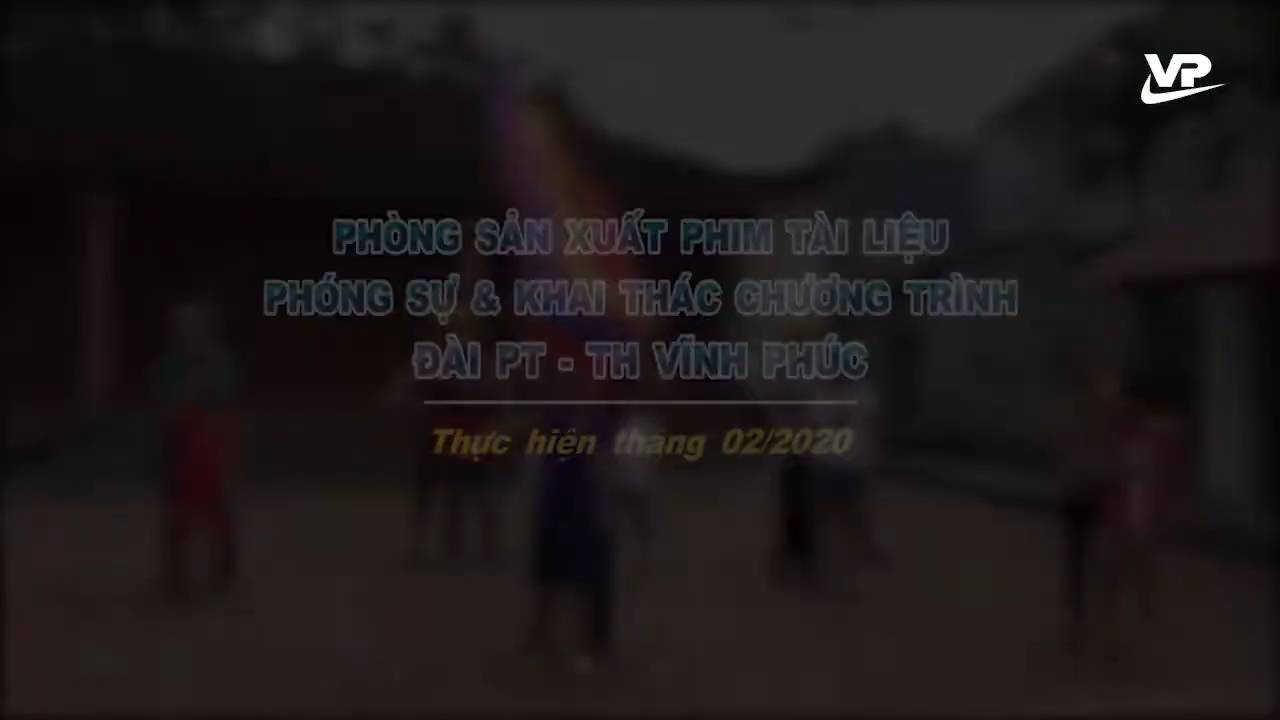 VP
PHÒNG SẢN XUẤT PHIM TÀI LIỆU
PHÓNG SỰ & KHAI THÁC CHƯƠNG TRÌNH
ĐÀI PT - TH VĨNH PHÚC
Thực hiện tháng 02/2020